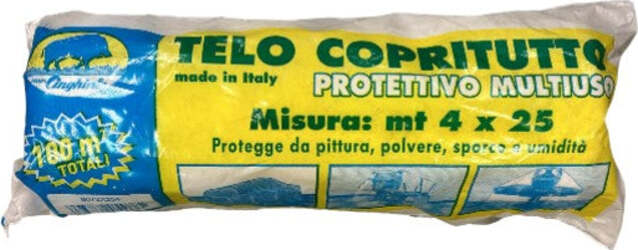 TELO COPRITUTTO
made in Italy
PROTETTIVO MULTIUSO
Misura: mt 4 x 25
Protegge da pittura, polvere, sporco e umidità
Cinghiale
m²
TOTALI